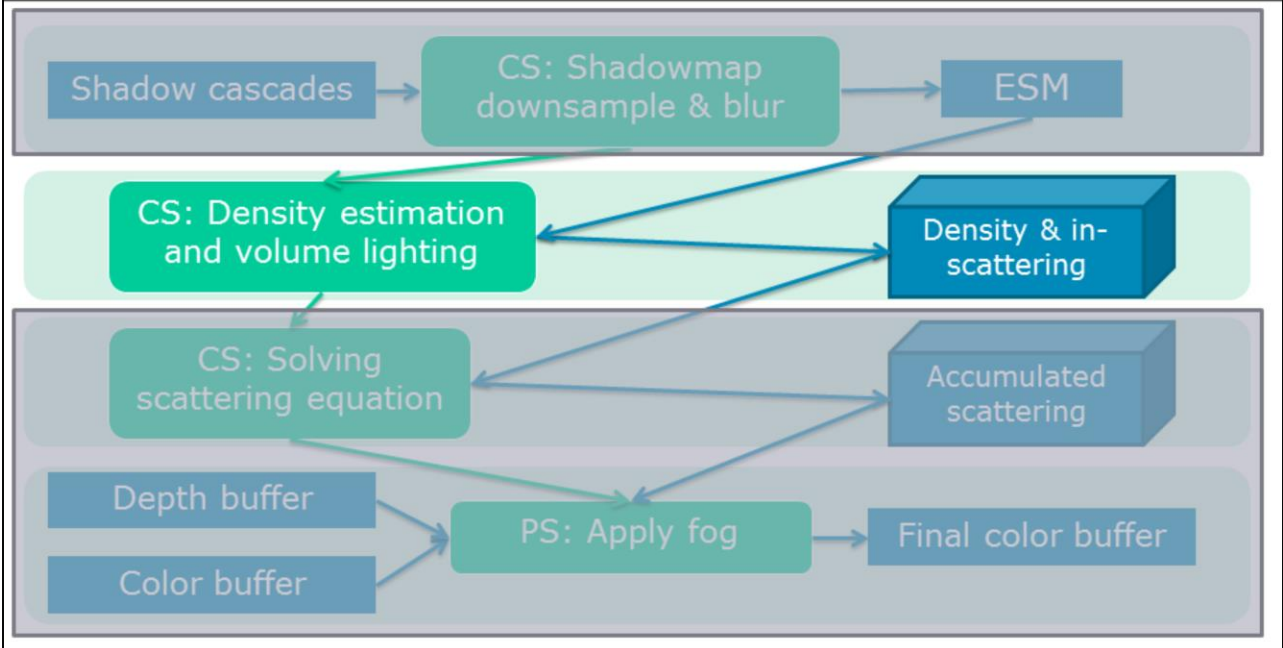 Shadow cascades
CS: Shadowmap
downsample & blur
ESM
CS: Density estimation
and volume lighting
Density & in-
scattering
CS: Solving
scattering equation
Accumulated
scattering
Depth buffer
Color buffer
PS: Apply fog
Final color buffer